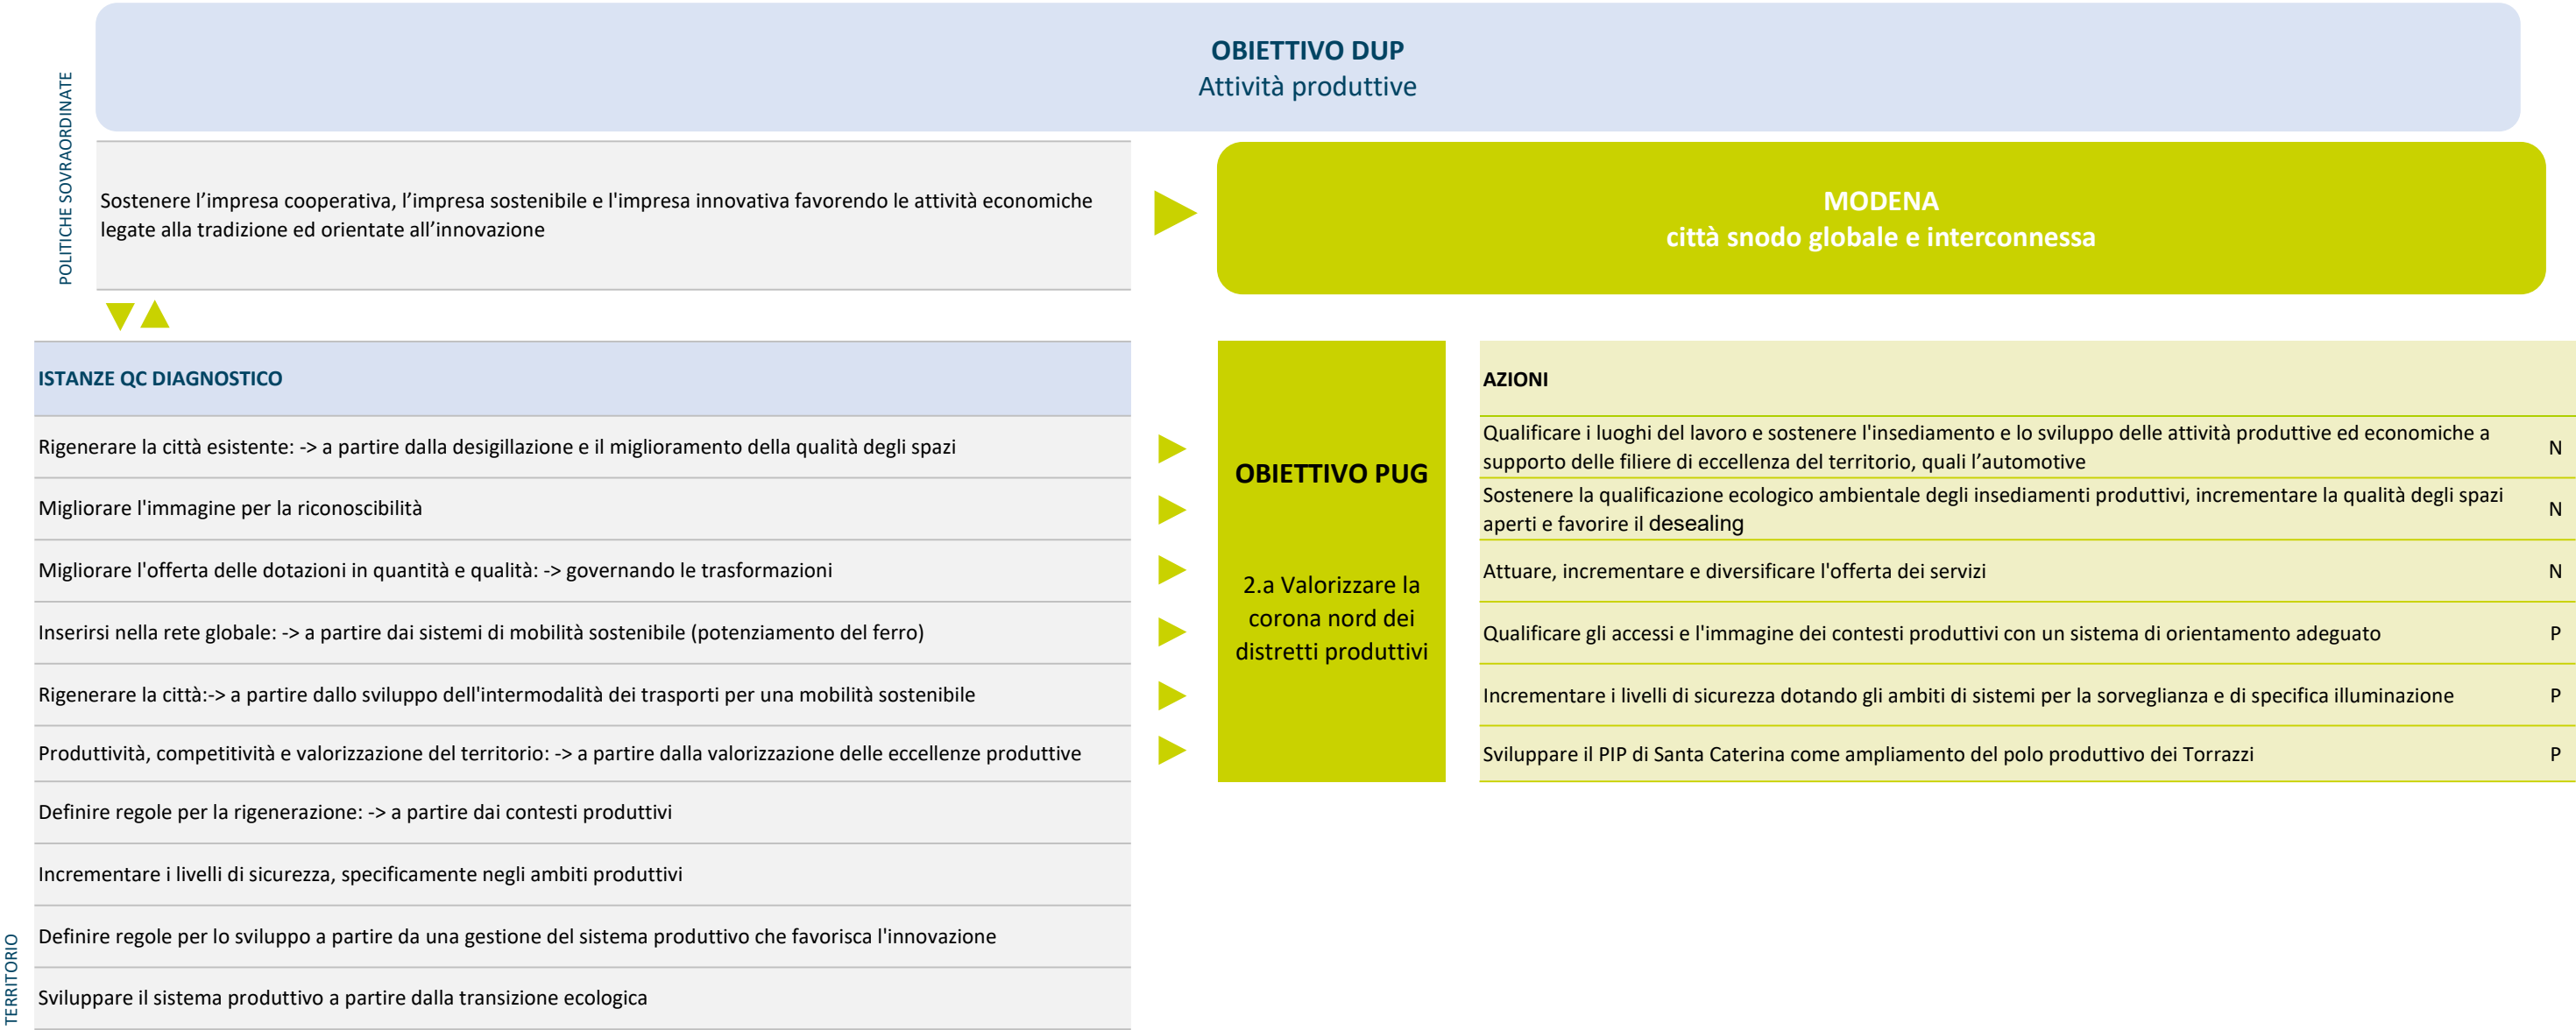 OBIETTIVO DUP
Attività produttive
POLITICHE SOVRAORDINATE
Sostenere l’impresa cooperativa, l’impresa sostenibile e l'impresa innovativa favorendo le attività economiche
legate alla tradizione ed orientate all’innovazione
MODENA
città snodo globale e interconnessa
ISTANZE QC DIAGNOSTICO
Rigenerare la città esistente: -> a partire dalla desigillazione e il miglioramento della qualità degli spazi
Migliorare l'immagine per la riconoscibilità
Migliorare l'offerta delle dotazioni in quantità e qualità: -> governando le trasformazioni
Inserirsi nella rete globale: -> a partire dai sistemi di mobilità sostenibile (potenziamento del ferro)
Rigenerare la città:-> a partire dallo sviluppo dell'intermodalità dei trasporti per una mobilità sostenibile
Produttività, competitività e valorizzazione del territorio: -> a partire dalla valorizzazione delle eccellenze produttive
Definire regole per la rigenerazione: -> a partire dai contesti produttivi
Incrementare i livelli di sicurezza, specificamente negli ambiti produttivi
Definire regole per lo sviluppo a partire da una gestione del sistema produttivo che favorisca l'innovazione
Sviluppare il sistema produttivo a partire dalla transizione ecologica
TERRITORIO
OBIETTIVO PUG
2.a Valorizzare la
corona nord dei
distretti produttivi
AZIONI
Qualificare i luoghi del lavoro e sostenere l'insediamento e lo sviluppo delle attività produttive ed economiche a
supporto delle filiere di eccellenza del territorio, quali l’automotive
N
Sostenere la qualificazione ecologico ambientale degli insediamenti produttivi, incrementare la qualità degli spazi
aperti e favorire il desealing
N
Attuare, incrementare e diversificare l'offerta dei servizi
N
Qualificare gli accessi e l'immagine dei contesti produttivi con un sistema di orientamento adeguato
P
Incrementare i livelli di sicurezza dotando gli ambiti di sistemi per la sorveglianza e di specifica illuminazione
P
Sviluppare il PIP di Santa Caterina come ampliamento del polo produttivo dei Torrazzi
P